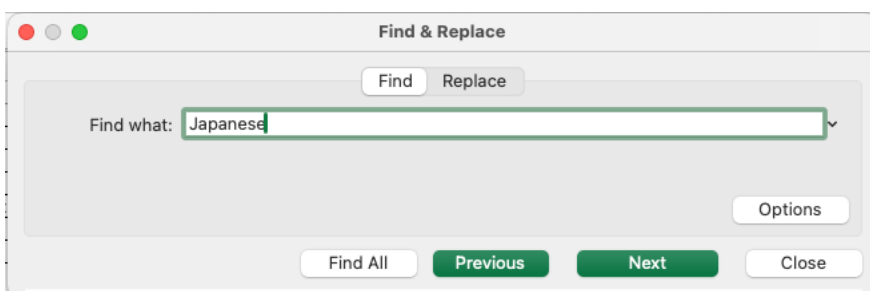 Find & Replace
Find Replace
Find what: Japanese
Options
Find All Previous Next Close